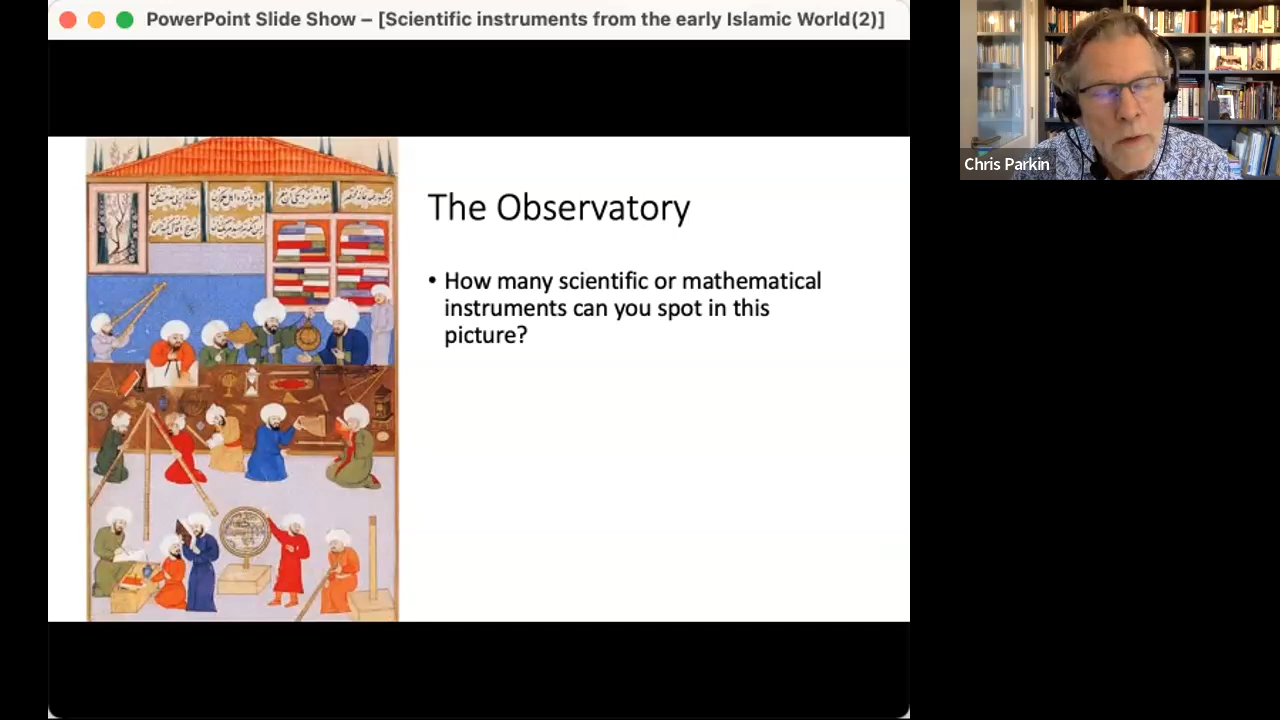 PowerPoint Slide Show – [Scientific instruments from the early Islamic World(2)]
Chris Parkin
The Observatory
• How many scientific or mathematical
instruments can you spot in this
picture?